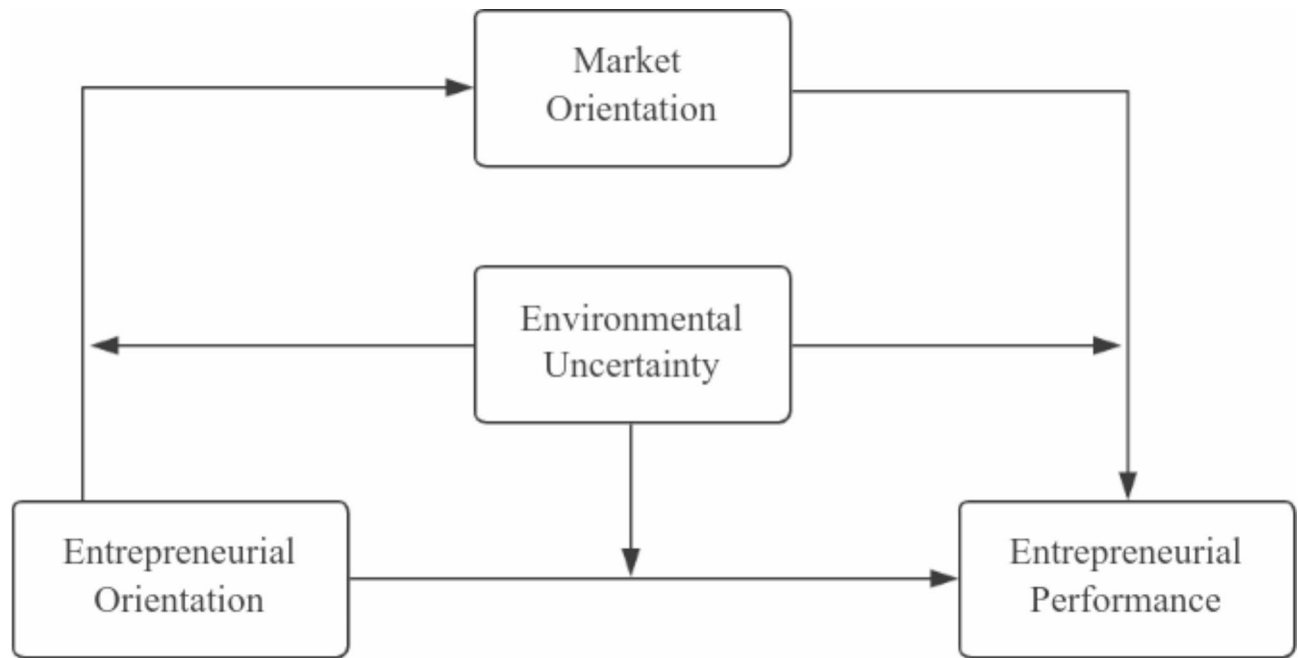 Market
Orientation
Environmental
Uncertainty
Entrepreneurial
Orientation
Entrepreneurial
Performance